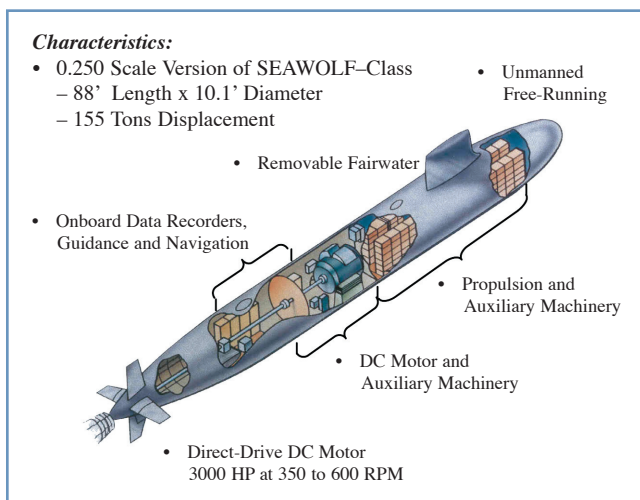 Characteristics:
• 0.250 Scale Version of SEAWOLF–Class
– 88’ Length x 10.1’ Diameter
– 155 Tons Displacement
• Unmanned
Free-Running
• Removable Fairwater
• Onboard Data Recorders,
Guidance and Navigation
• Propulsion and
Auxiliary Machinery
• DC Motor and
Auxiliary Machinery
• Direct-Drive DC Motor
3000 HP at 350 to 600 RPM